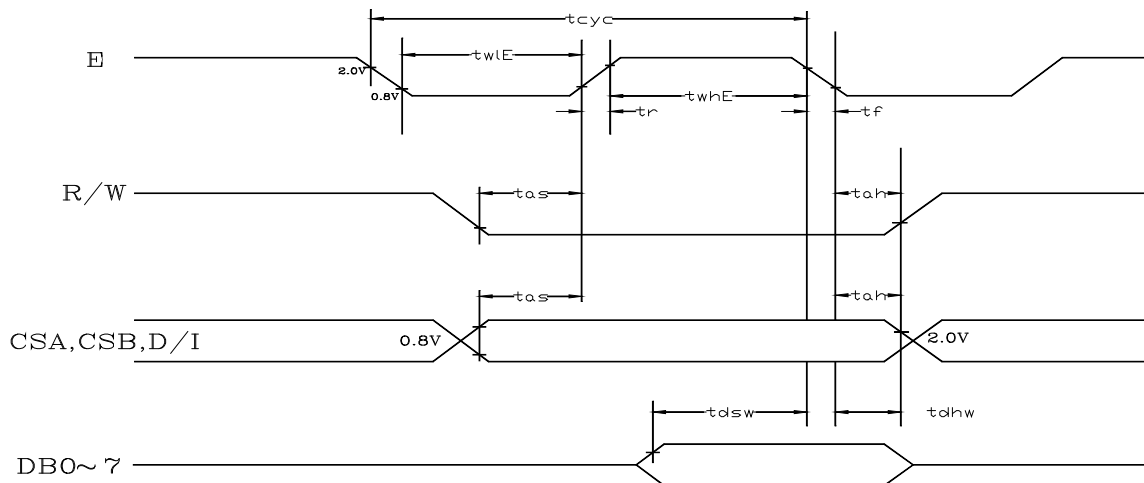 tcyc
E
twlE
2.0V
0.8V
twhE
tr
tf
R/W
tas
tah
tas
tah
CSA,CSB,D/I
0.8V
2.0V
tdsw
tdhw
DB0~7